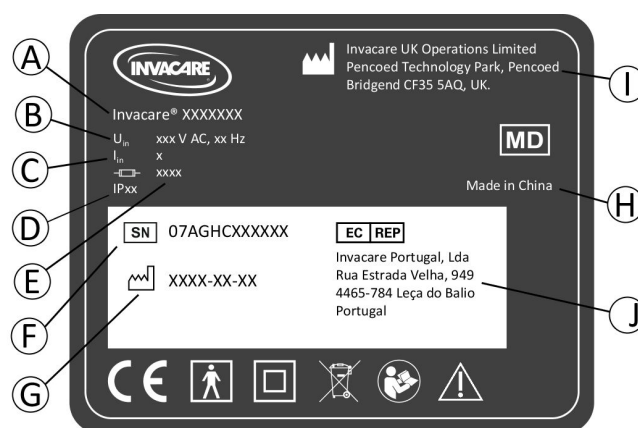 A
B
C
D
E
F
G
INVACARE
Invacare® XXXXXXX
Uin xxx V AC, xx Hz
Iin x
xxxx
IPxx
Invacare UK Operations Limited
Pencoed Technology Park, Pencoed
Bridgend CF35 5AQ, UK.
MD
Made in China
SN 07AGHCXXXXXX
XXXX-XX-XX
EC REP
Invacare Portugal, Lda
Rua Estrada Velha, 949
4465-784 Leça do Balio
Portugal
CE
I
H
J